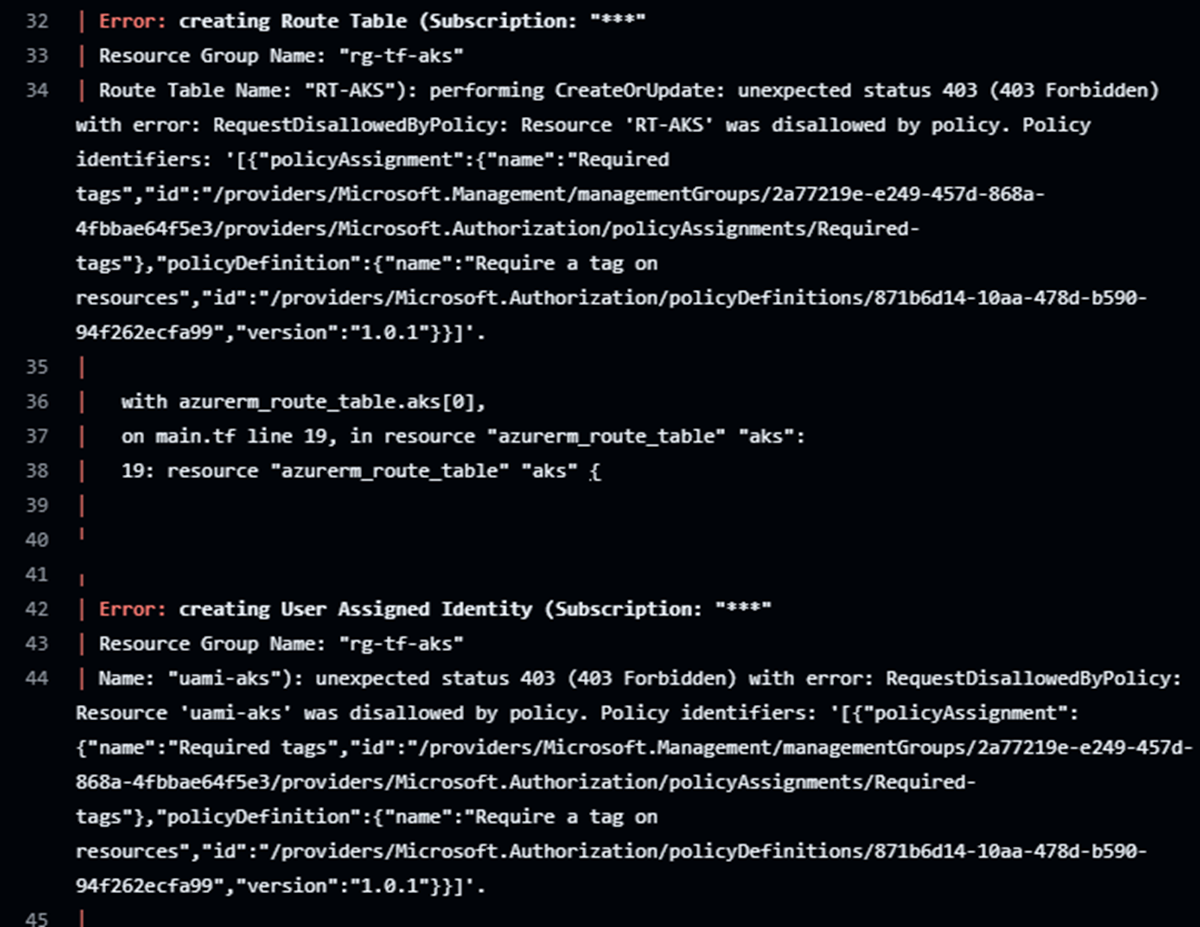 32 | Error: creating Route Table (Subscription: "***"
33 | Resource Group Name: "rg-tf-aks"
34 | Route Table Name: "RT-AKS"): performing CreateOrUpdate: unexpected status 403 (403 Forbidden)
with error: RequestDisallowedByPolicy: Resource 'RT-AKS' was disallowed by policy. Policy
identifiers: '[{"policyAssignment":{"name":"Required
tags","id":"/providers/Microsoft.Management/managementGroups/2a77219e-e249-457d-868a-
4fbbae64f5e3/providers/Microsoft.Authorization/policyAssignments/Required-
tags"},"policyDefinition":{"name":"Require a tag on
resources","id":"/providers/Microsoft.Authorization/policyDefinitions/871b6d14-10aa-478d-b590-
94f262ecfa99","version":"1.0.1"}}]'.
35 |
36 | with azurerm_route_table.aks[0],
37 | on main.tf line 19, in resource "azurerm_route_table" "aks":
38 | 19: resource "azurerm_route_table" "aks" {
39 |
40 ╵
41 ╷
42 | Error: creating User Assigned Identity (Subscription: "***"
43 | Resource Group Name: "rg-tf-aks"
44 | Name: "uami-aks"): unexpected status 403 (403 Forbidden) with error: RequestDisallowedByPolicy:
Resource 'uami-aks' was disallowed by policy. Policy identifiers: '[{"policyAssignment":
{"name":"Required tags","id":"/providers/Microsoft.Management/managementGroups/2a77219e-e249-457d-
868a-4fbbae64f5e3/providers/Microsoft.Authorization/policyAssignments/Required-
tags"},"policyDefinition":{"name":"Require a tag on
resources","id":"/providers/Microsoft.Authorization/policyDefinitions/871b6d14-10aa-478d-b590-
94f262ecfa99","version":"1.0.1"}}]'.
45 |